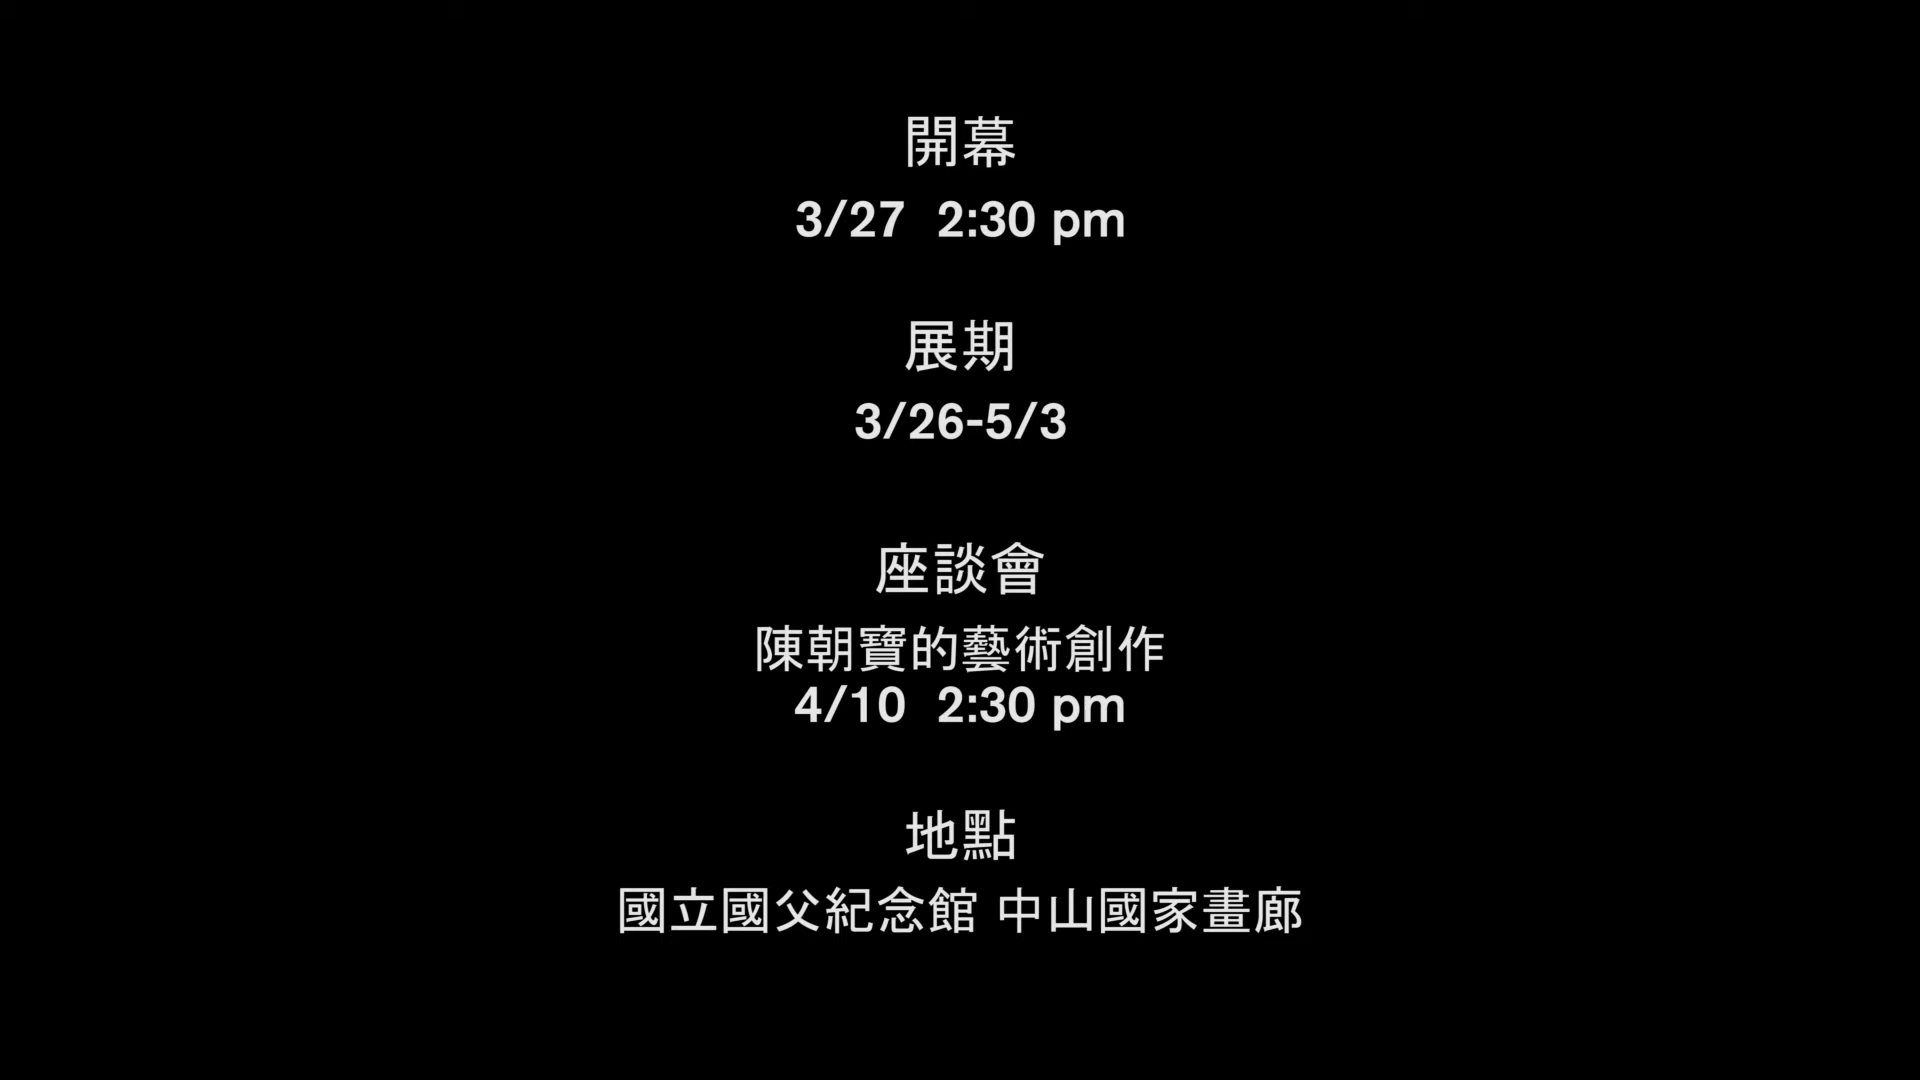 開幕
3/27 2:30 pm
展期
3/26-5/3
座談會
陳朝寶的藝術創作
4/10 2:30 pm
地點
國立國父紀念館 中山國家畫廊